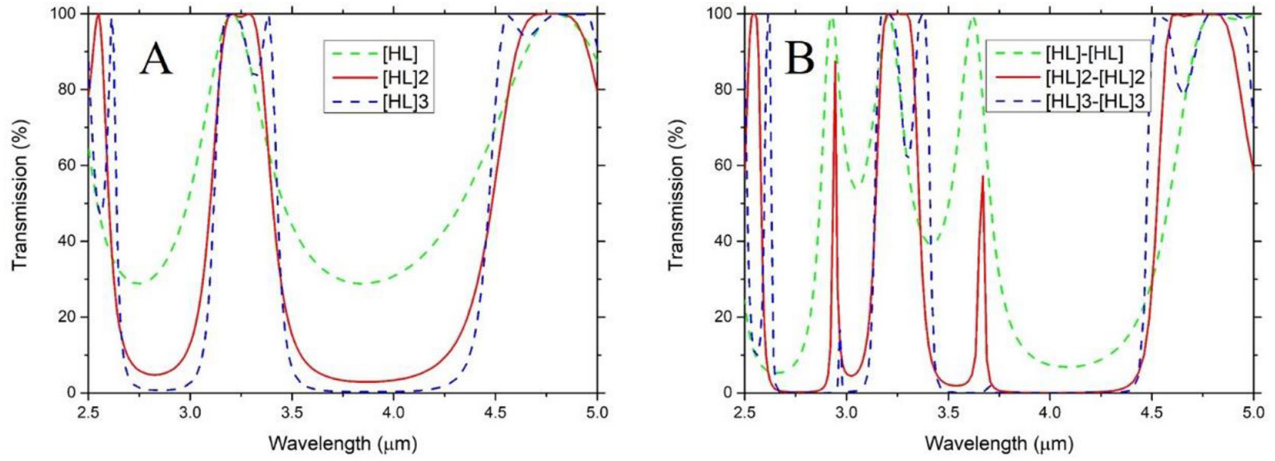 A
[HL]
[HL]2
[HL]3
Transmission (%)
100
80
60
40
20
0
2.5
3.0
3.5
4.0
4.5
5.0
Wavelength (μm)
B
[HL]-[HL]
[HL]2-[HL]2
[HL]3-[HL]3
Transmission (%)
100
80
60
40
20
0
2.5
3.0
3.5
4.0
4.5
5.0
Wavelength (μm)